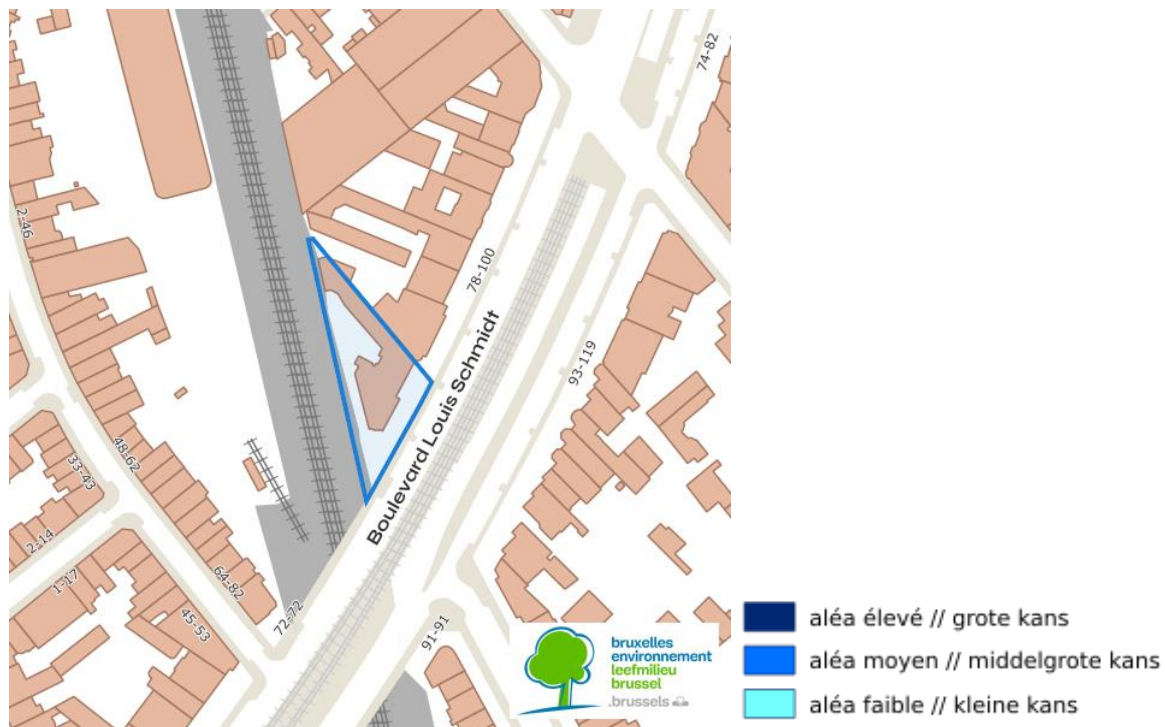 74-82
2-46
78-100
Boulevard Louis Schmidt
93-119
48-62
33-43
2-14
1-17
64-82
45-53
72-72
91-91
bruxelles
environnement
leefmilieu
brussel
.brussels
aléa élevé // grote kans
aléa moyen // middelgrote kans
aléa faible // kleine kans